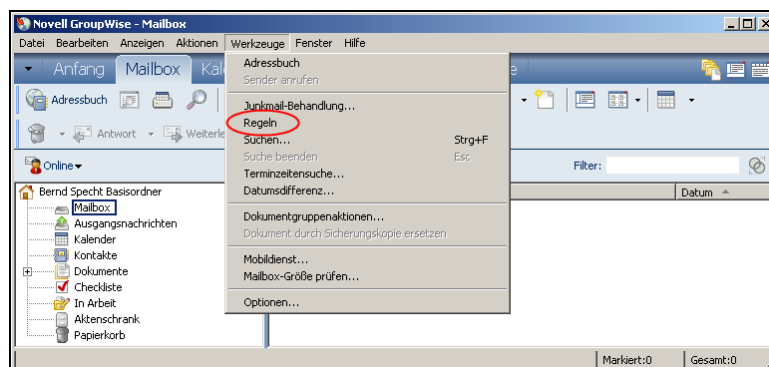 Novell GroupWise - Mailbox
Datei Bearbeiten Anzeigen Aktionen Werkzeuge Fenster Hilfe
Anfang Mailbox
Adressbuch
Antwort
Online
Filter:
Adressbuch
Sender anrufen
Junkmail-Behandlung...
Regeln
Suchen... Strg+F
Suche beenden Esc
Terminzeitensuche...
Datumsdifferenz...
Dokumentgruppenaktionen...
Dokument durch Sicherungskopie ersetzen
Mobildienst...
Mailbox-Größe prüfen...
Optionen...
Datum
Bernd Specht Basisordner
Mailbox
Ausgangsnachrichten
Kalender
Kontakte
Dokumente
Checkliste
In Arbeit
Aktenschrank
Papierkorb
Markiert:0 Gesamt:0